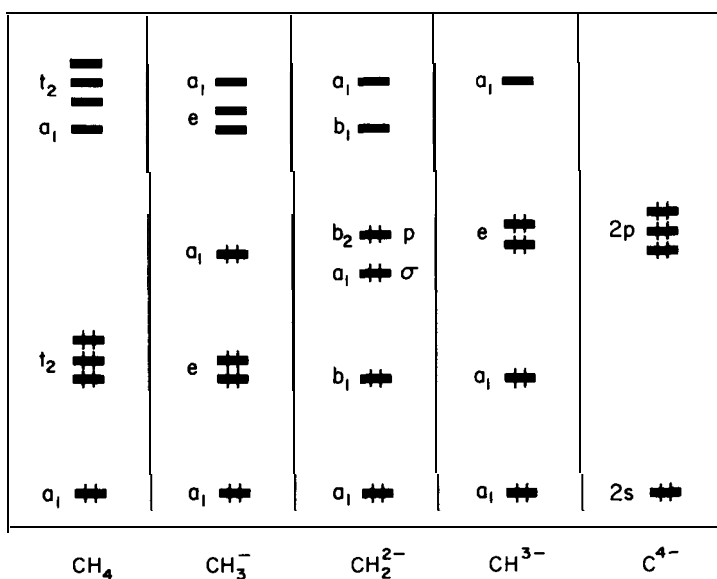 t₂ a₁ a₁ a₁
e b₁
a₁
b₂ p e 2p
a₁ a₁ σ
t₂ e b₁ a₁
a₁ a₁ a₁ a₁ 2s
CH₄ CH₃⁻ CH₂²⁻ CH³⁻ C⁴⁻